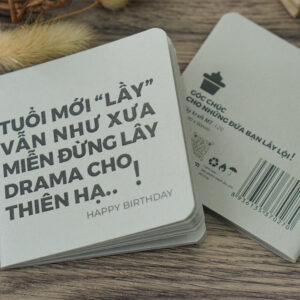 TUỔI MỚI “LẦY”
VẪN NHƯ XƯA
MIỄN ĐỪNG LÂY
DRAMA CHO
THIÊN HẠ.. !
HAPPY BIRTHDAY
GÓC CHÚC
CHO NHỮNG ĐỨA BẠN LẦY LỘI !
8936135870270